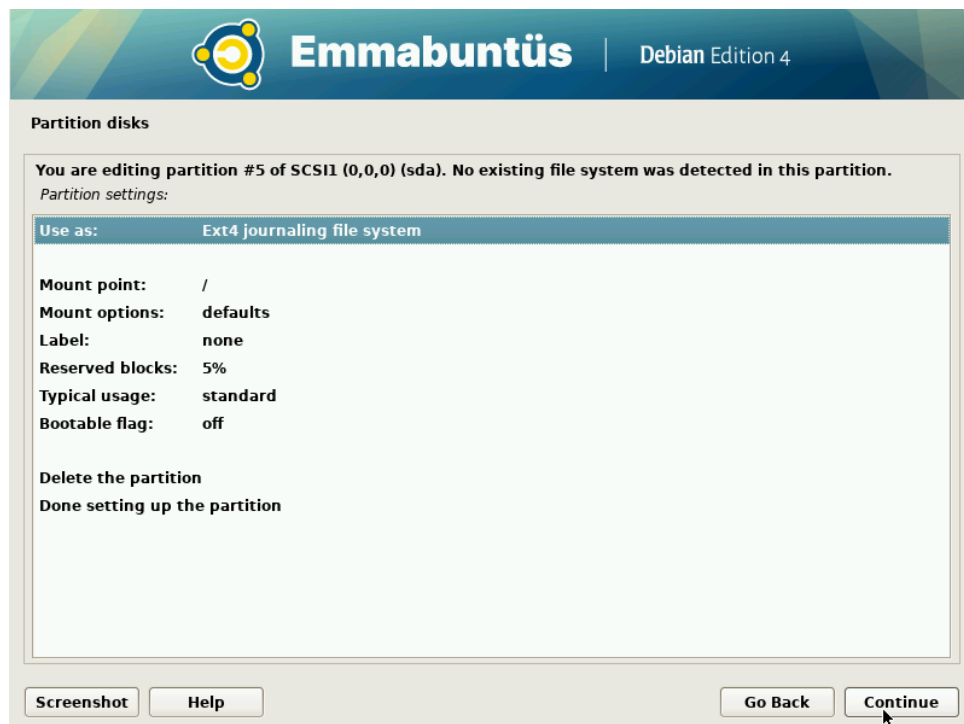 Emmabuntüs | Debian Edition 4
Partition disks
You are editing partition #5 of SCSI1 (0,0,0) (sda). No existing file system was detected in this partition.
Partition settings:
Use as: Ext4 journaling file system
Mount point: /
Mount options: defaults
Label: none
Reserved blocks: 5%
Typical usage: standard
Bootable flag: off
Delete the partition
Done setting up the partition
Screenshot Help Go Back Continue